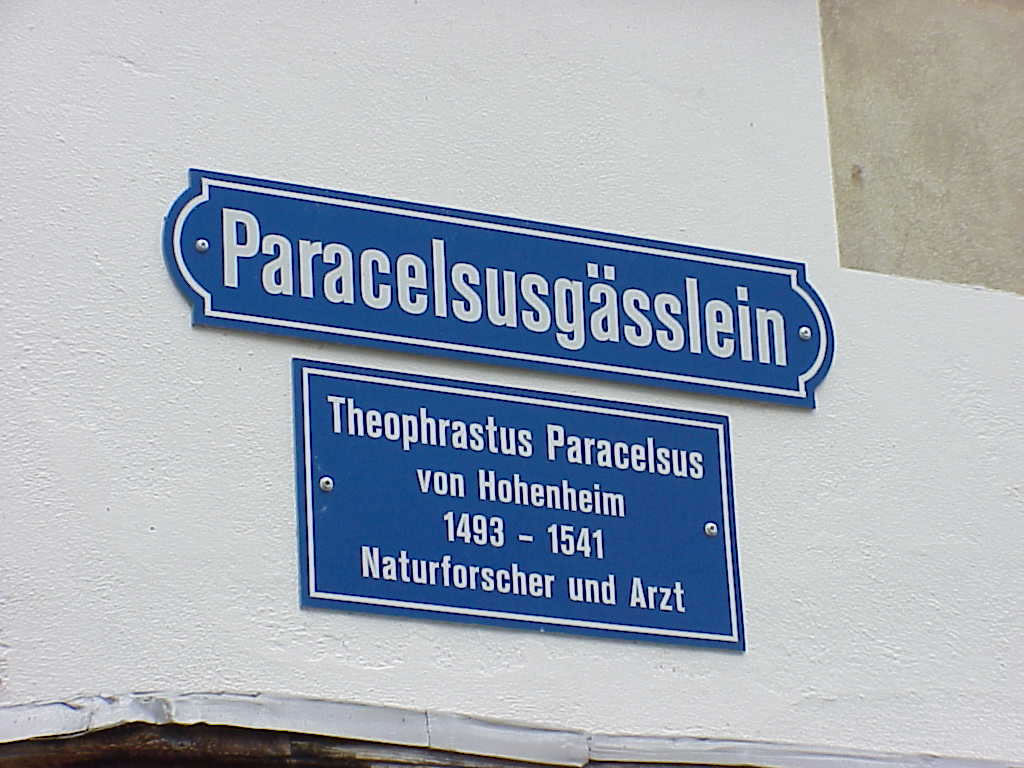 Paracelsusgässlein
Theophrastus Paracelsus
von Hohenheim
1493 - 1541
Naturforscher und Arzt